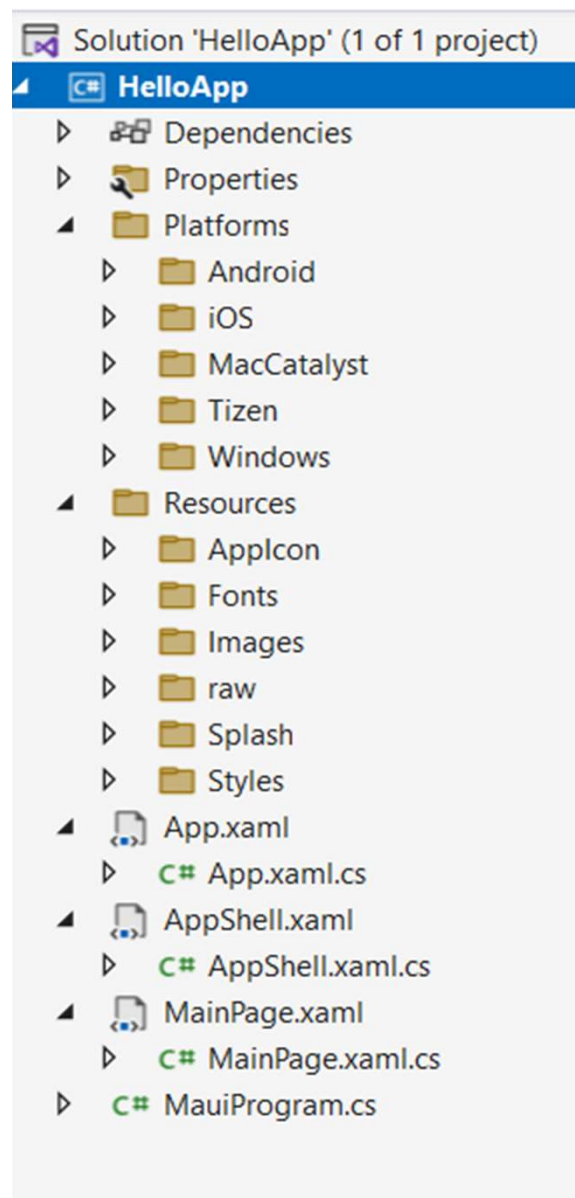 Solution 'HelloApp' (1 of 1 project)
C# HelloApp
Dependencies
Properties
Platforms
Android
iOS
MacCatalyst
Tizen
Windows
Resources
AppIcon
Fonts
Images
raw
Splash
Styles
App.xaml
C# App.xaml.cs
AppShell.xaml
C# AppShell.xaml.cs
MainPage.xaml
C# MainPage.xaml.cs
C# MauiProgram.cs